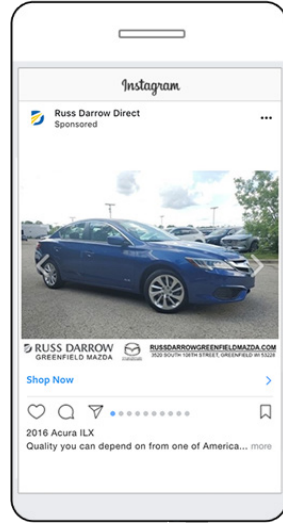 Instagram
Russ Darrow Direct
Sponsored
RUSS DARROW
GREENFIELD MAZDA
RUSSDARROWGREENFIELDMAZDA.COM
3520 SOUTH 108TH STREET, GREENFIELD WI 53228
Shop Now
2016 Acura ILX
Quality you can depend on from one of America... more